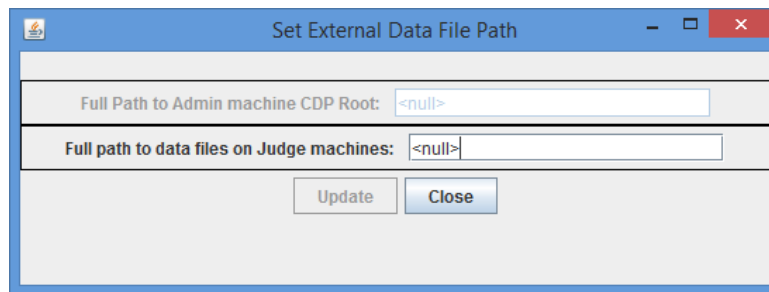 Set External Data File Path
Full Path to Admin machine CDP Root: <null>
Full path to data files on Judge machines: <null>
Update Close